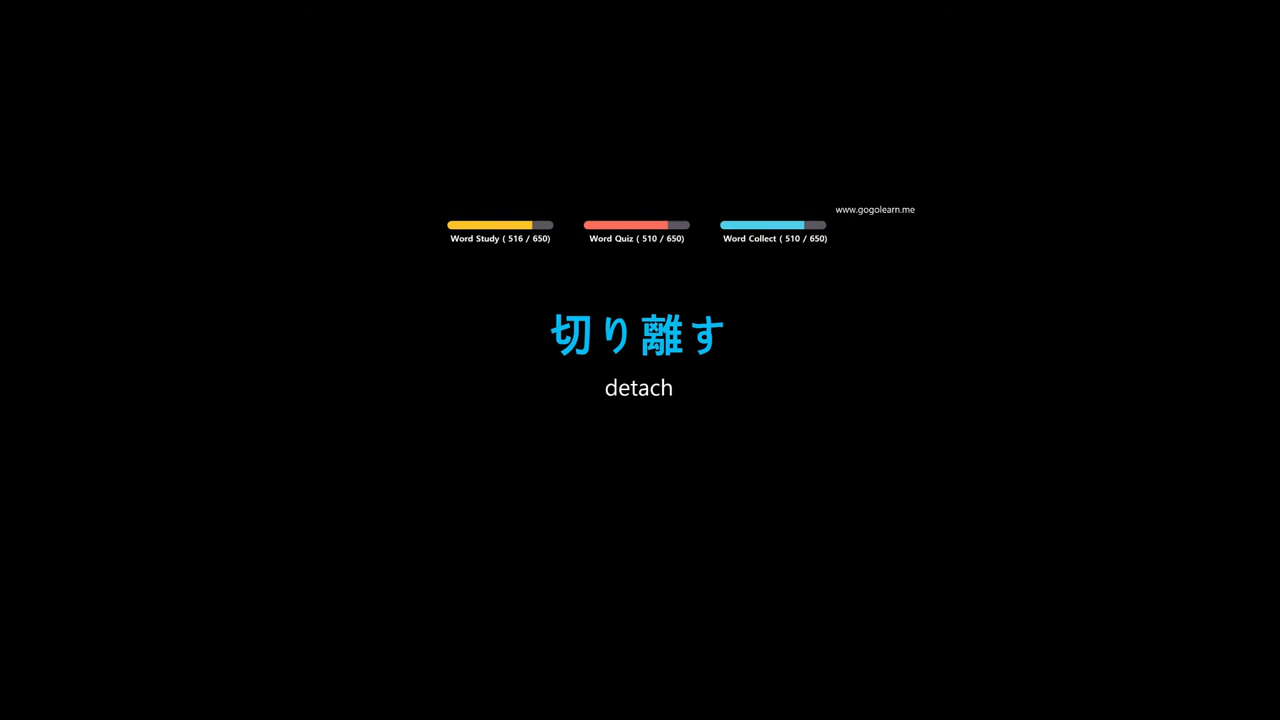 www.gogolearn.me
Word Study ( 516 / 650)
Word Quiz ( 510 / 650)
Word Collect ( 510 / 650)
切り離す
detach